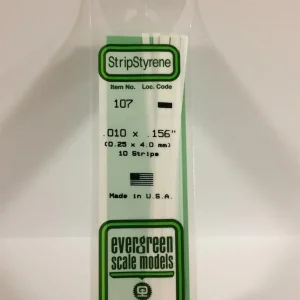 StripStyrene
Item No. Loc. Code
107
.010 x .156"
(0.25 x 4.0 mm)
10 Strips
Made in U.S.A.
evergreen
scale models